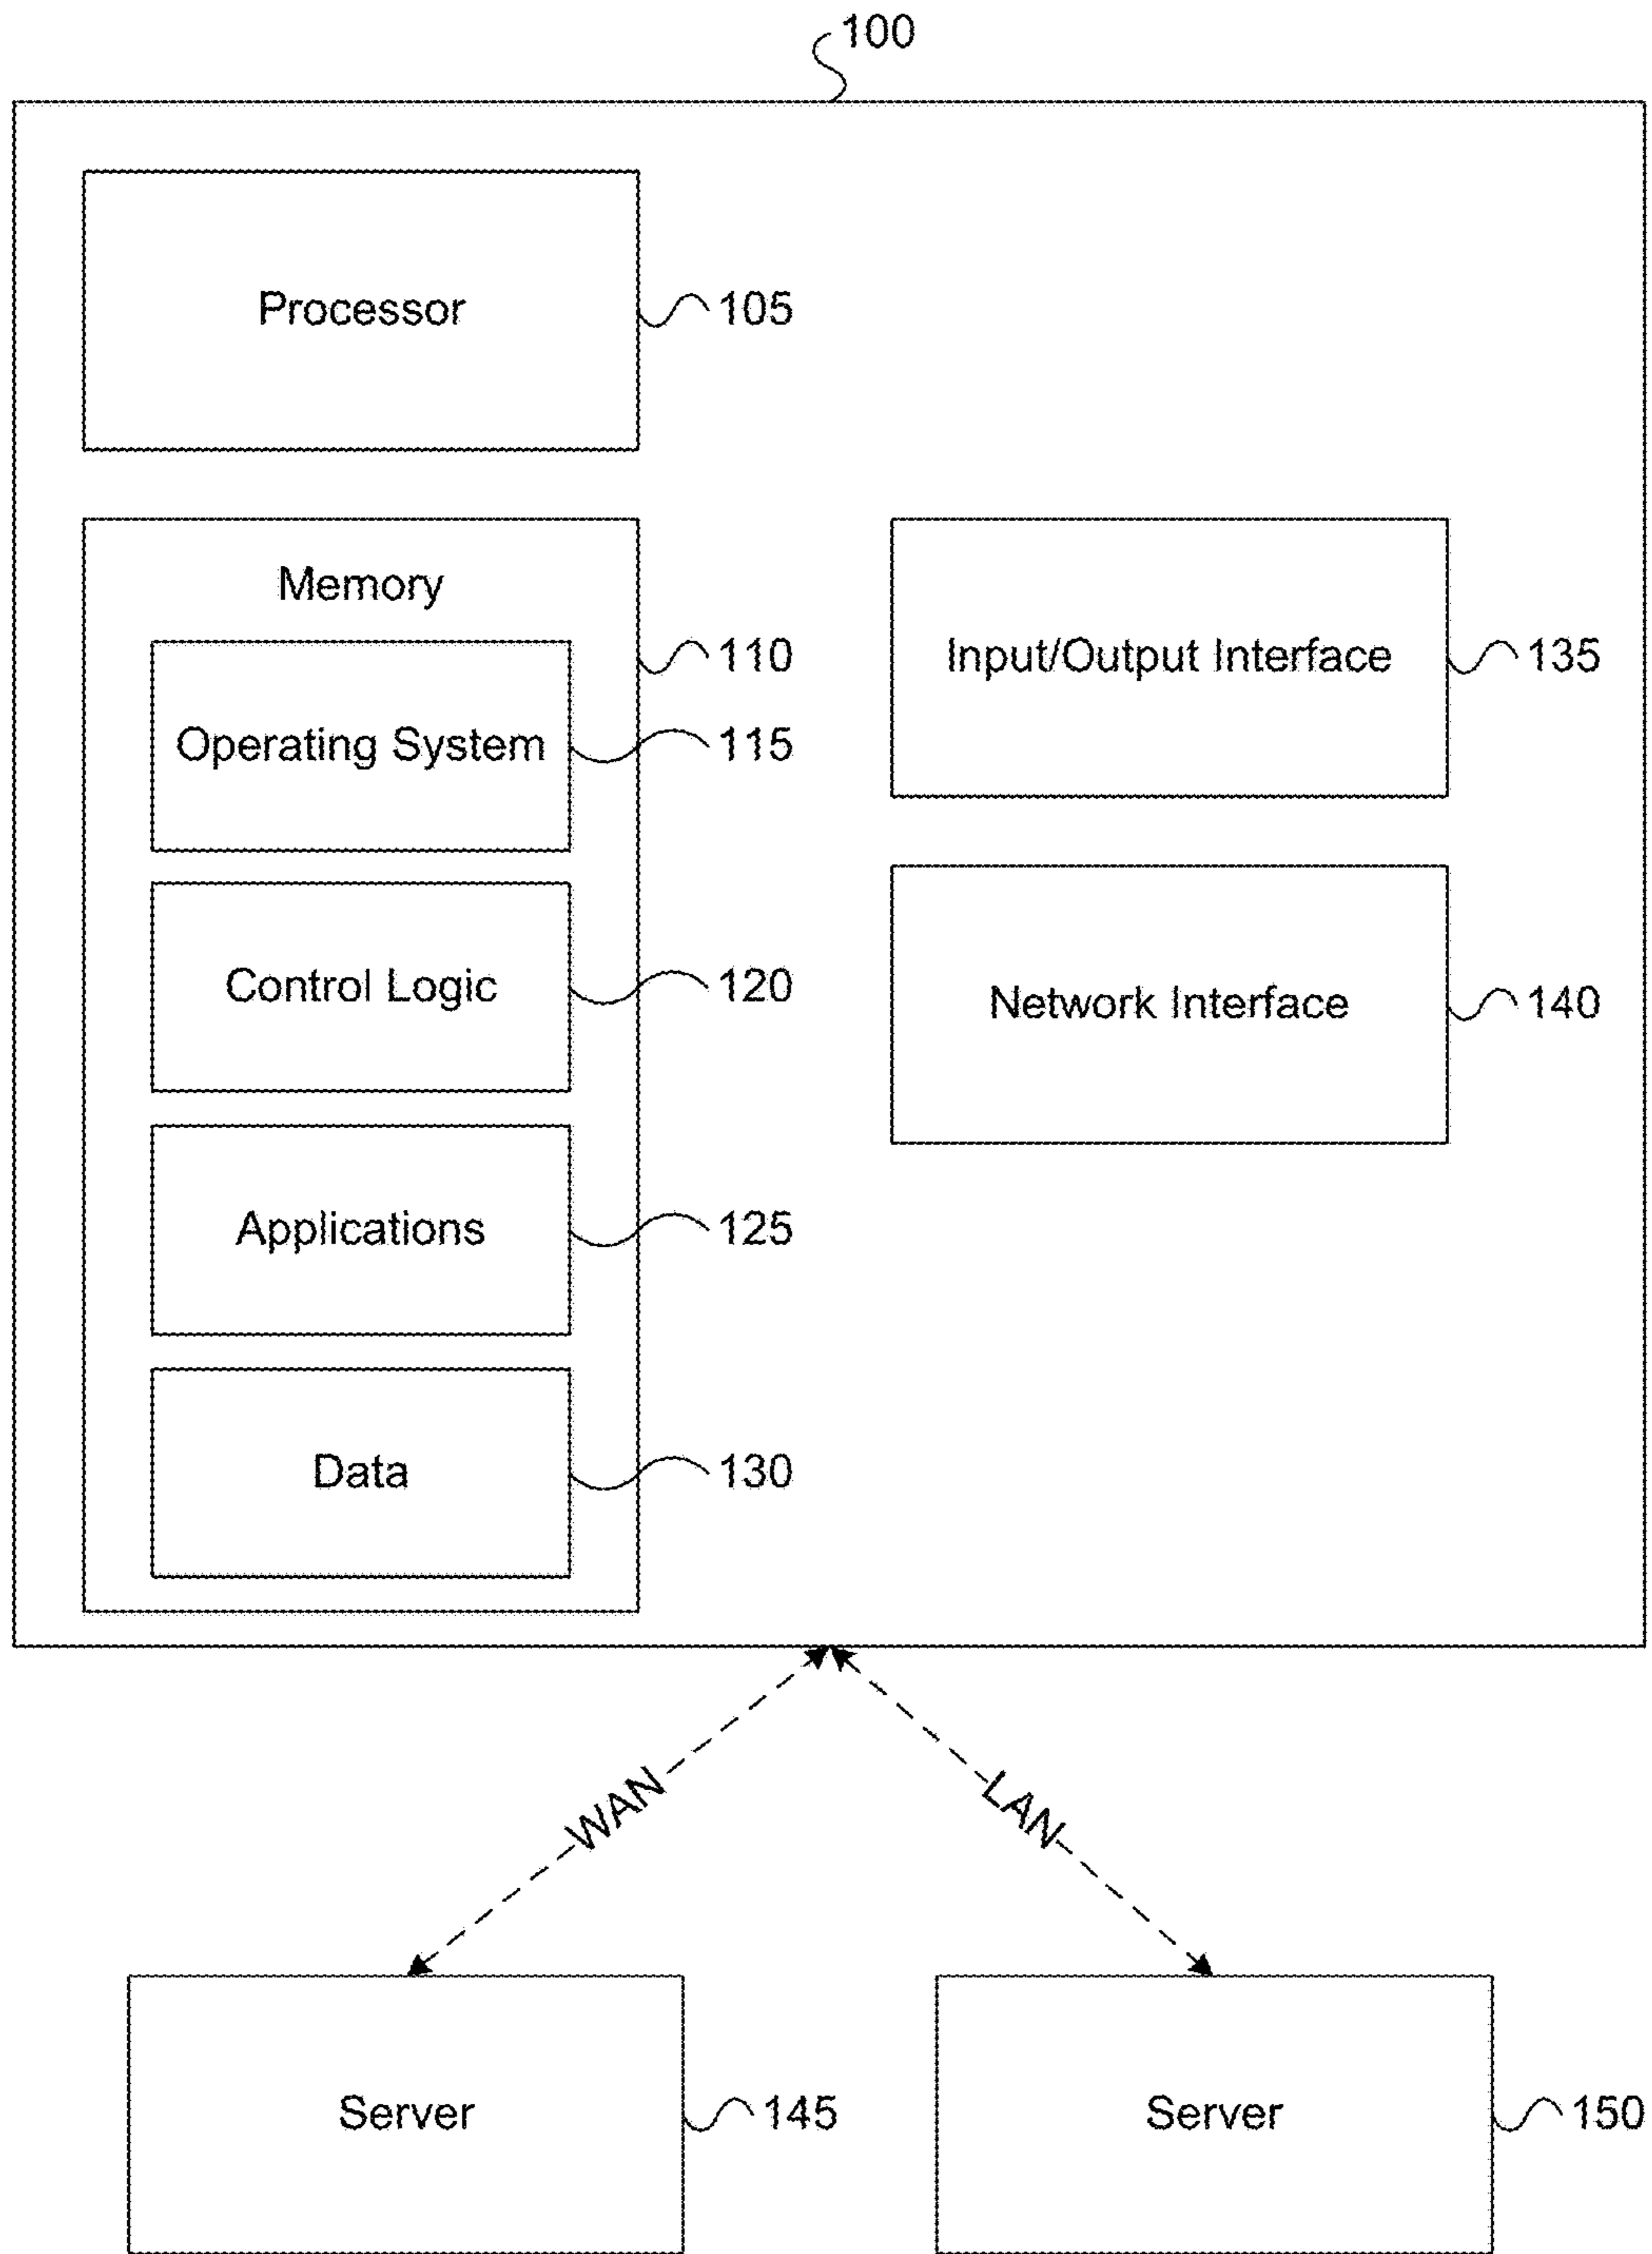 100
Processor
105
Memory
110
Operating System
115
Control Logic
120
Applications
125
Data
130
Input/Output Interface
135
Network Interface
140
WAN
LAN
Server
145
Server
150